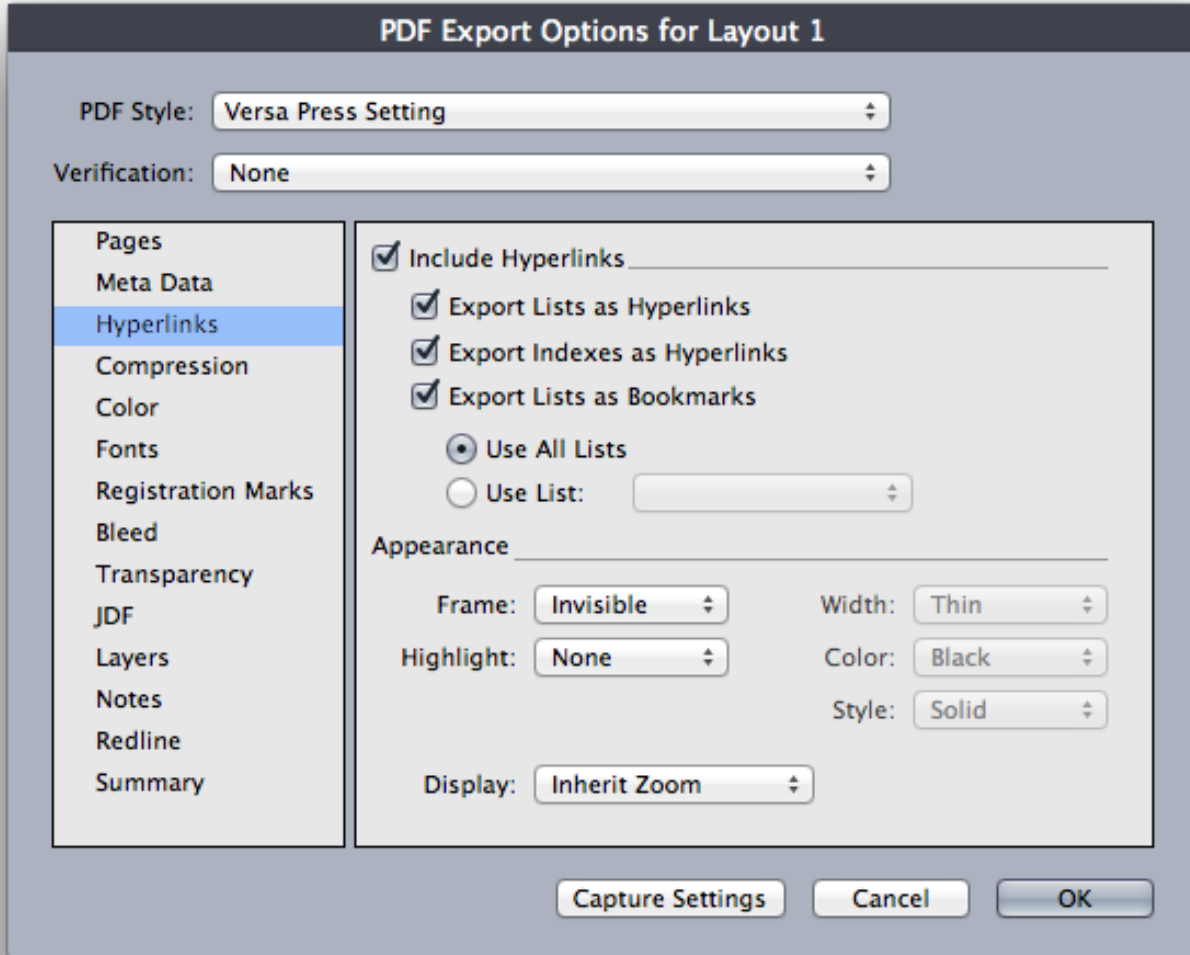 PDF Export Options for Layout 1
PDF Style: Versa Press Setting
Verification: None
Pages
Meta Data
Hyperlinks
Compression
Color
Fonts
Registration Marks
Bleed
Transparency
JDF
Layers
Notes
Redline
Summary
Include Hyperlinks
Export Lists as Hyperlinks
Export Indexes as Hyperlinks
Export Lists as Bookmarks
Use All Lists
Use List:
Appearance
Frame: Invisible Width: Thin
Highlight: None Color: Black
Style: Solid
Display: Inherit Zoom
Capture Settings Cancel OK